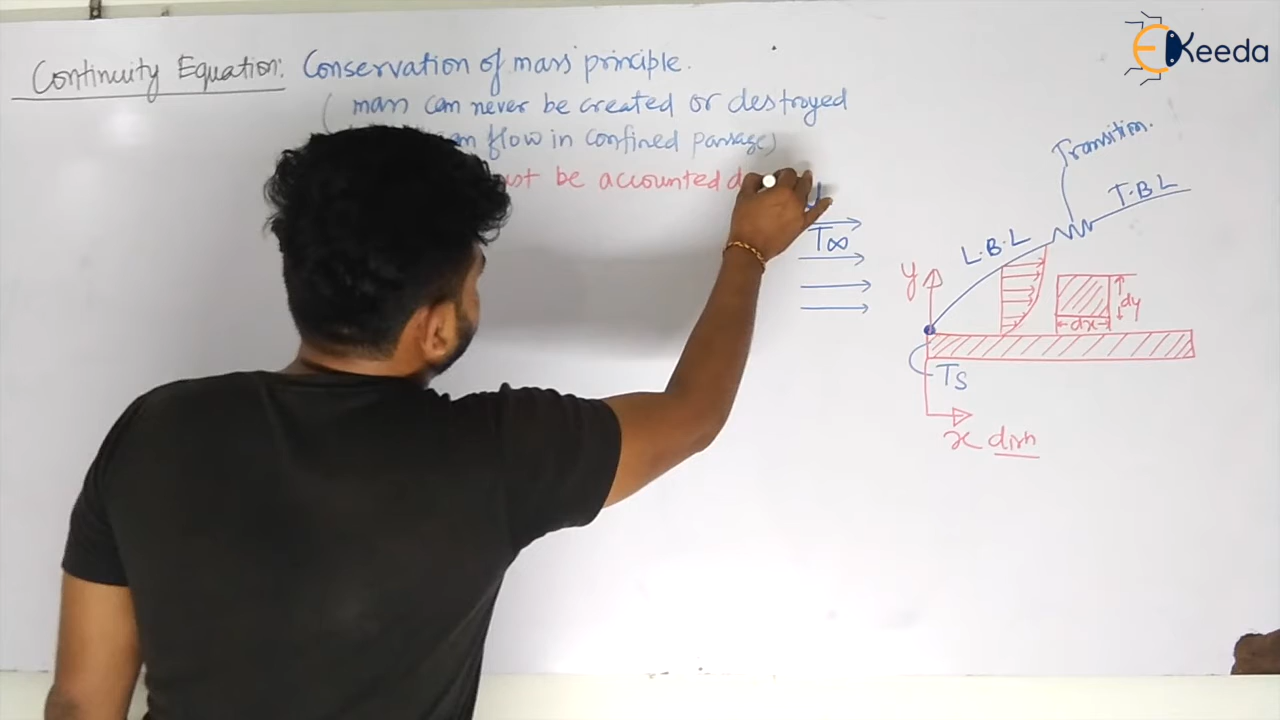 Continuity Equation: Conservation of mass principle.
( mass can never be created or destroyed
flow in confined passage)
be accounted
Ekeeda
Transition.
T.B.L
L.B.L
T∞
y
dy
dx
Ts
x dirn